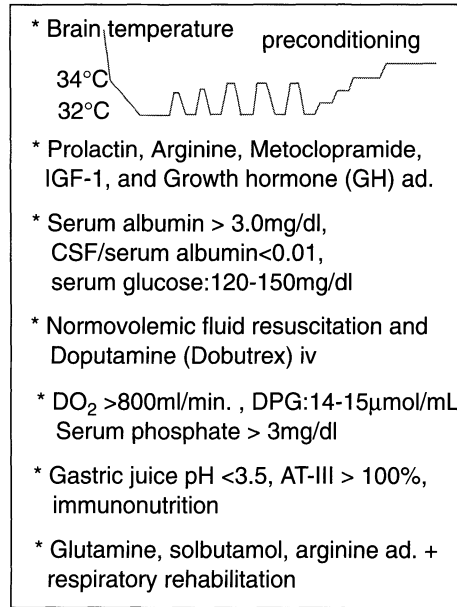 * Brain temperature
preconditioning
34°C
32°C
* Prolactin, Arginine, Metoclopramide,
IGF-1, and Growth hormone (GH) ad.
* Serum albumin > 3.0mg/dl,
CSF/serum albumin<0.01,
serum glucose:120-150mg/dl
* Normovolemic fluid resuscitation and
Doputamine (Dobutrex) iv
* DO₂ >800ml/min. , DPG:14-15μmol/mL
Serum phosphate > 3mg/dl
* Gastric juice pH <3.5, AT-III > 100%,
immunonutrition
* Glutamine, solbutamol, arginine ad. +
respiratory rehabilitation